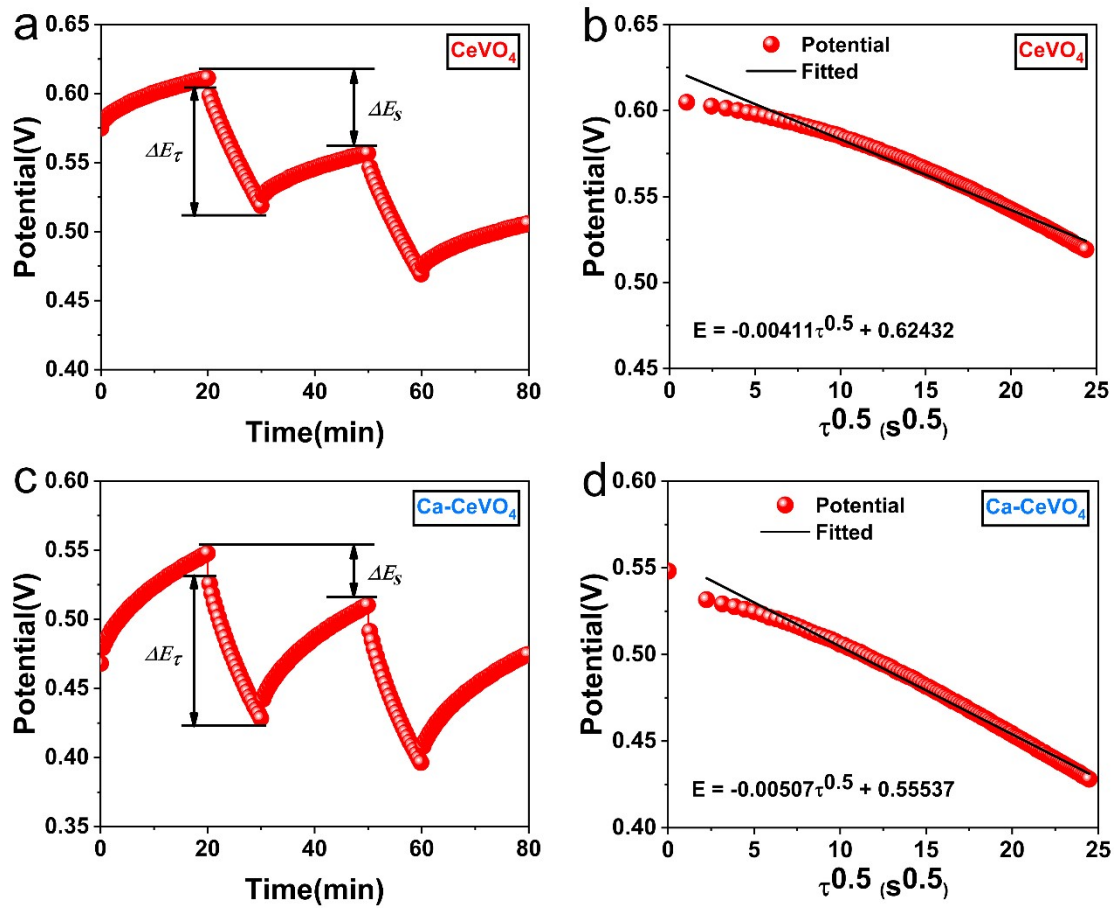 a
CeVO4
0.65
0.60
0.55
0.50
0.45
0.40
Potential(V)
ΔEτ
ΔEs
0 20 40 60 80
Time(min)
b
Potential
Fitted
CeVO4
0.65
0.60
0.55
0.50
0.45
Potential(V)
E = -0.00411τ0.5 + 0.62432
0 5 10 15 20 25
τ0.5 (s0.5)
c
Ca-CeVO4
0.60
0.55
0.50
0.45
0.40
0.35
Potential(V)
ΔEτ
ΔEs
0 20 40 60 80
Time(min)
d
Potential
Fitted
Ca-CeVO4
0.60
0.55
0.50
0.45
0.40
Potential(V)
E = -0.00507τ0.5 + 0.55537
0 5 10 15 20 25
τ0.5 (s0.5)